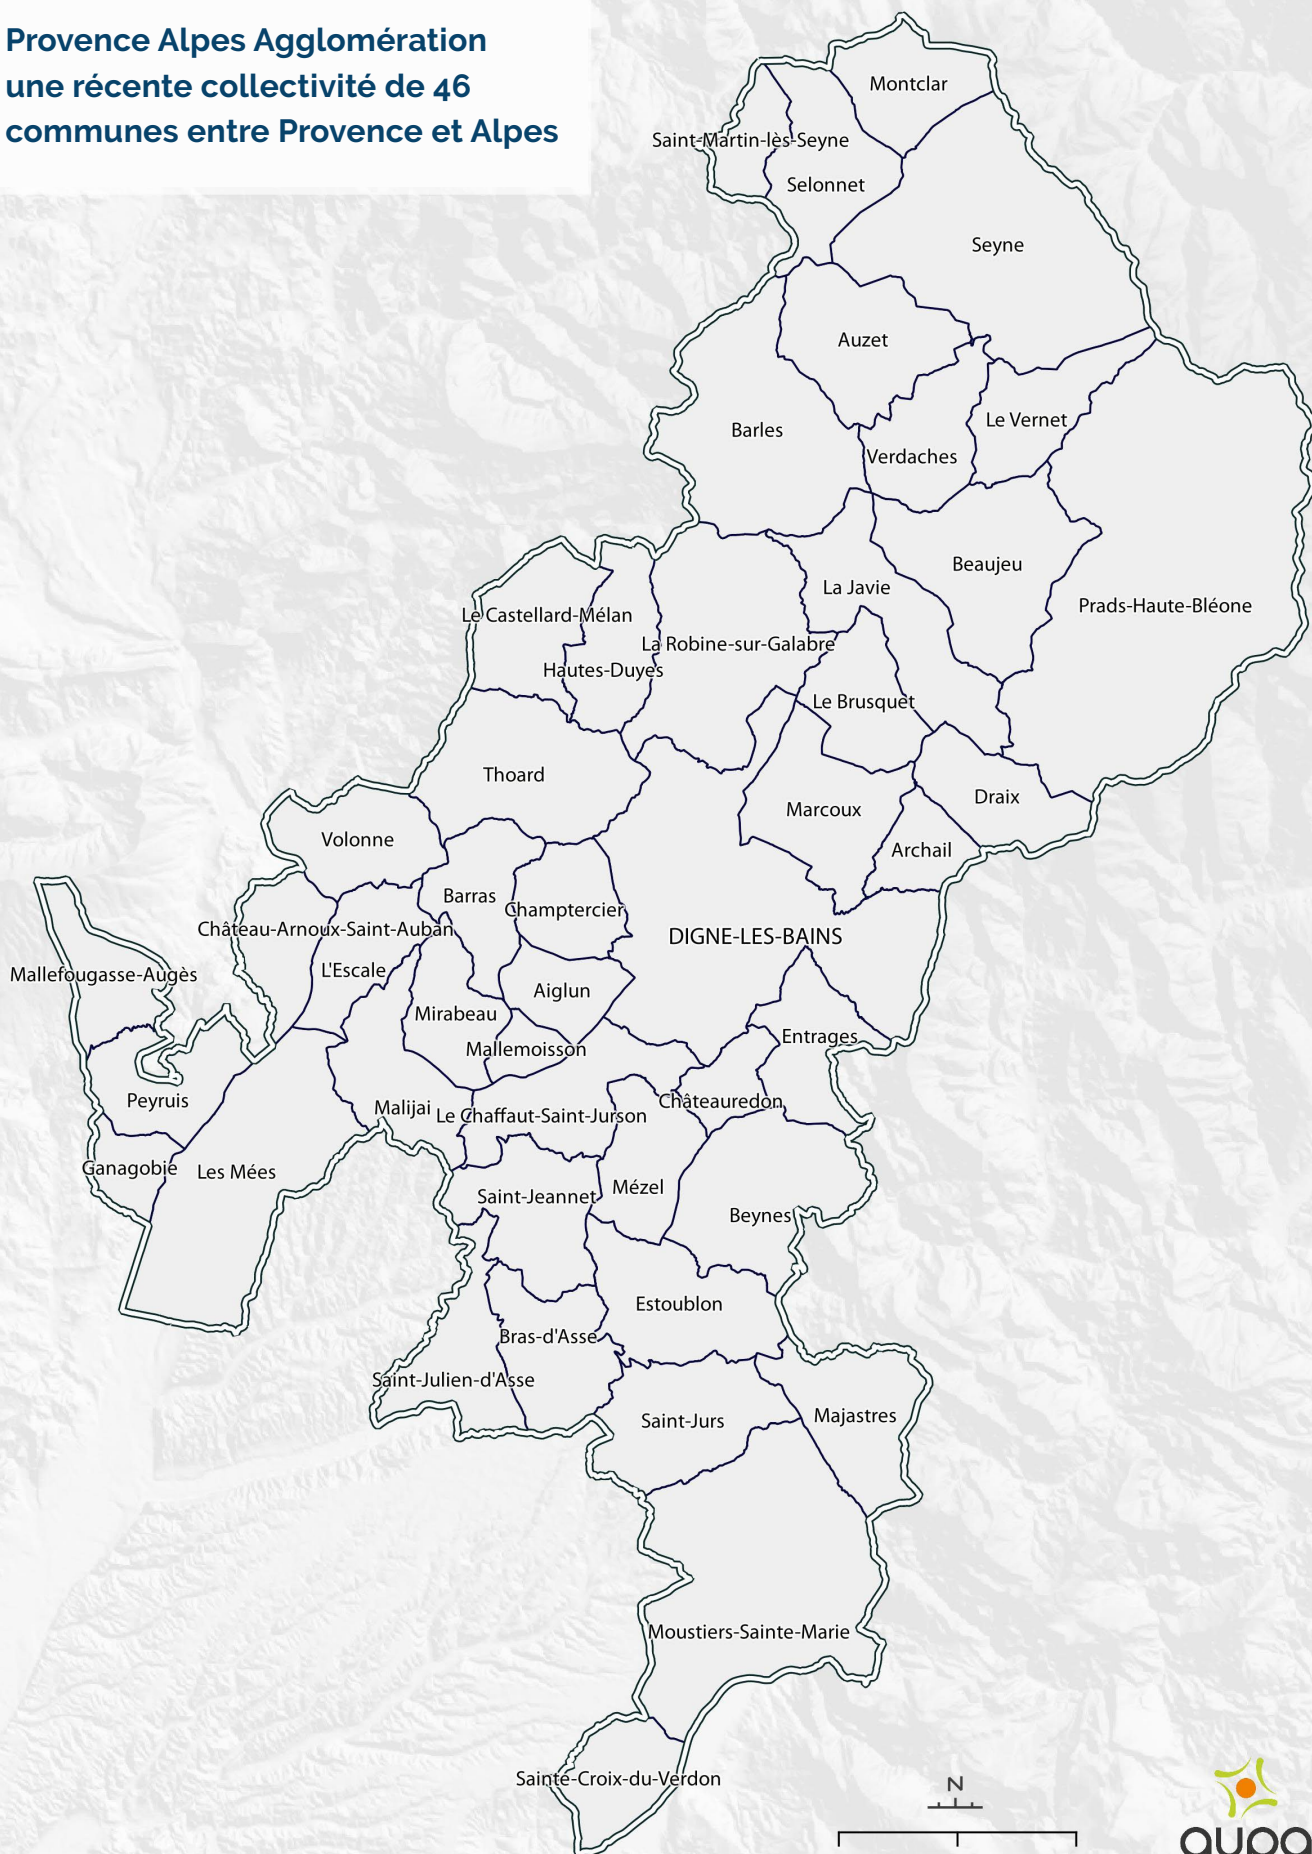 Provence Alpes Agglomération
une récente collectivité de 46
communes entre Provence et Alpes
Montclar
Saint-Martin-lès-Seyne
Selonnet
Seyne
Auzet
Le Vernet
Barles
Verdaches
Beaujeu
La Javie
Prads-Haute-Bléone
Le Castellard-Mélan
La Robine-sur-Galabre
Hautes-Duyes
Le Brusquet
Thoard
Draix
Marcoux
Volonne
Archail
Barras
Champtercier
Château-Arnoux-Saint-Auban
DIGNE-LES-BAINS
L'Escale
Mallefougasse-Augès
Aiglun
Mirabeau
Entrages
Mallemoisson
Peyruis
Châteauredon
Malijai
Le Chaffaut-Saint-Jurson
Ganagobie
Les Mées
Mézel
Saint-Jeannet
Beynes
Estoublon
Bras-d'Asse
Saint-Julien-d'Asse
Majastres
Saint-Jurs
Moustiers-Sainte-Marie
Sainte-Croix-du-Verdon
N
aupa